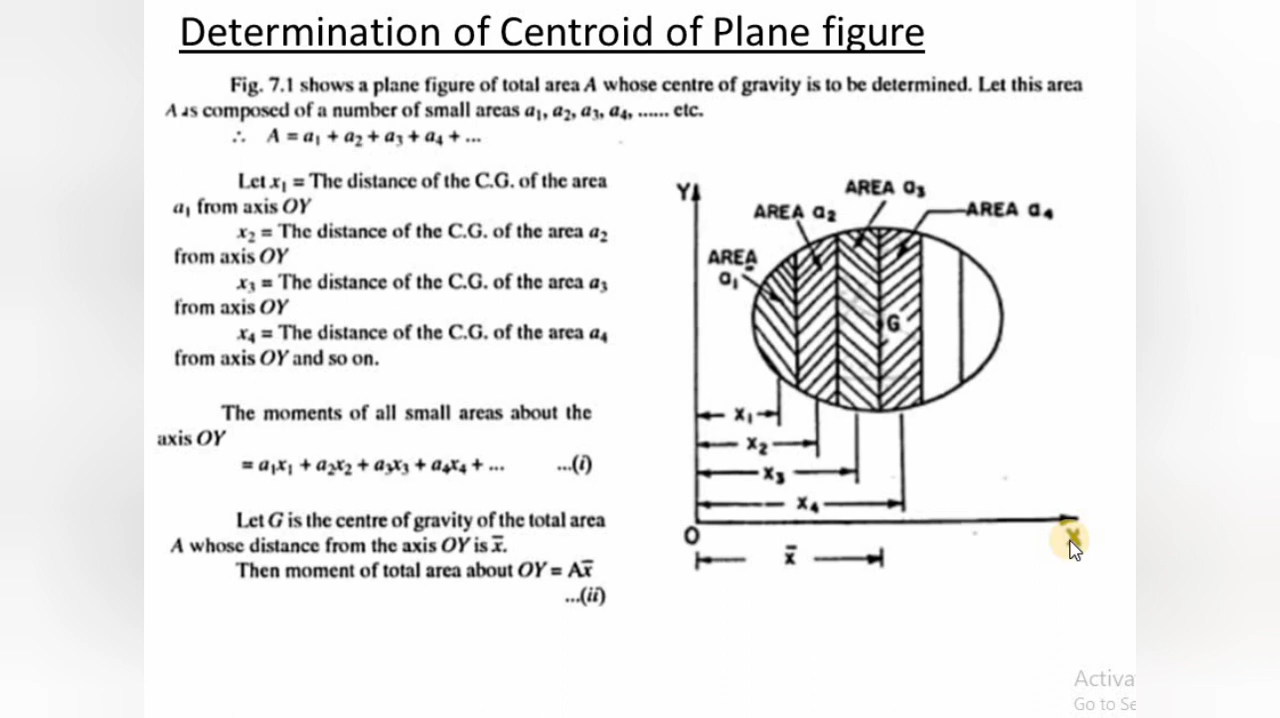 Determination of Centroid of Plane figure
Fig. 7.1 shows a plane figure of total area A whose centre of gravity is to be determined. Let this area
A is composed of a number of small areas a₁, a₂, a₃, a₄, ...... etc.
∴ A = a₁ + a₂ + a₃ + a₄ + ...
Let x₁ = The distance of the C.G. of the area
a₁ from axis OY
x₂ = The distance of the C.G. of the area a₂
from axis OY
x₃ = The distance of the C.G. of the area a₃
from axis OY
x₄ = The distance of the C.G. of the area a₄
from axis OY and so on.
The moments of all small areas about the
axis OY
= a₁x₁ + a₂x₂ + a₃x₃ + a₄x₄ + ... ...(i)
Let G is the centre of gravity of the total area
A whose distance from the axis OY is x̅.
Then moment of total area about OY = Ax̅
...(ii)
Y
AREA a₃
AREA a₂
AREA a₄
AREA
a₁
G
x₁
x₂
x₃
x₄
O
X
x̅
Activa
Go to Se